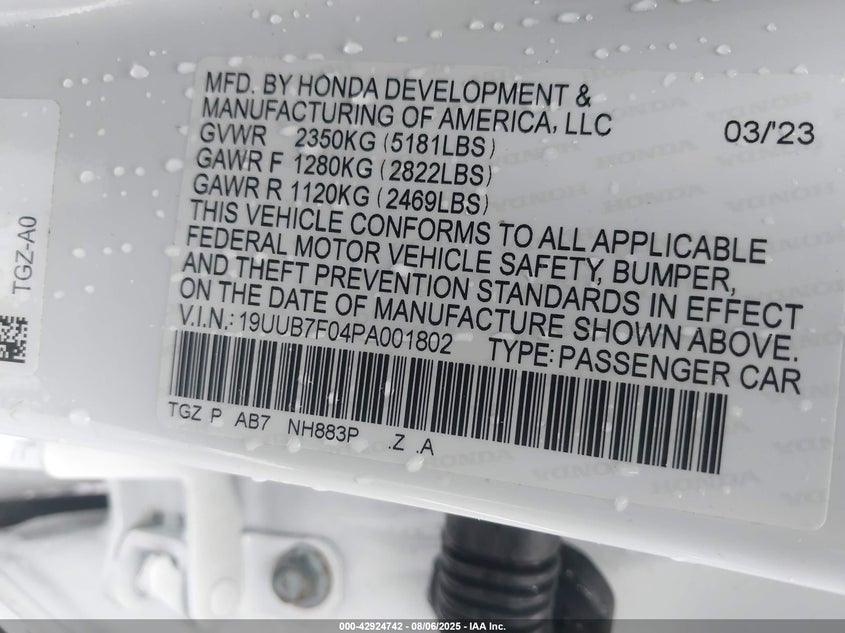 MFD. BY HONDA DEVELOPMENT &
MANUFACTURING OF AMERICA, LLC
03/'23
GVWR 2350KG (5181LBS)
GAWR F 1280KG (2822LBS)
GAWR R 1120KG (2469LBS)
THIS VEHICLE CONFORMS TO ALL APPLICABLE
FEDERAL MOTOR VEHICLE SAFETY, BUMPER,
AND THEFT PREVENTION STANDARDS IN EFFECT
ON THE DATE OF MANUFACTURE SHOWN ABOVE.
V.I.N.: 19UUB7F04PA001802 TYPE: PASSENGER CAR
TGZ P AB7 NH883P .Z .A
TGZ-A0
HONDA
000-42924742 - 08/06/2025 - IAA Inc.